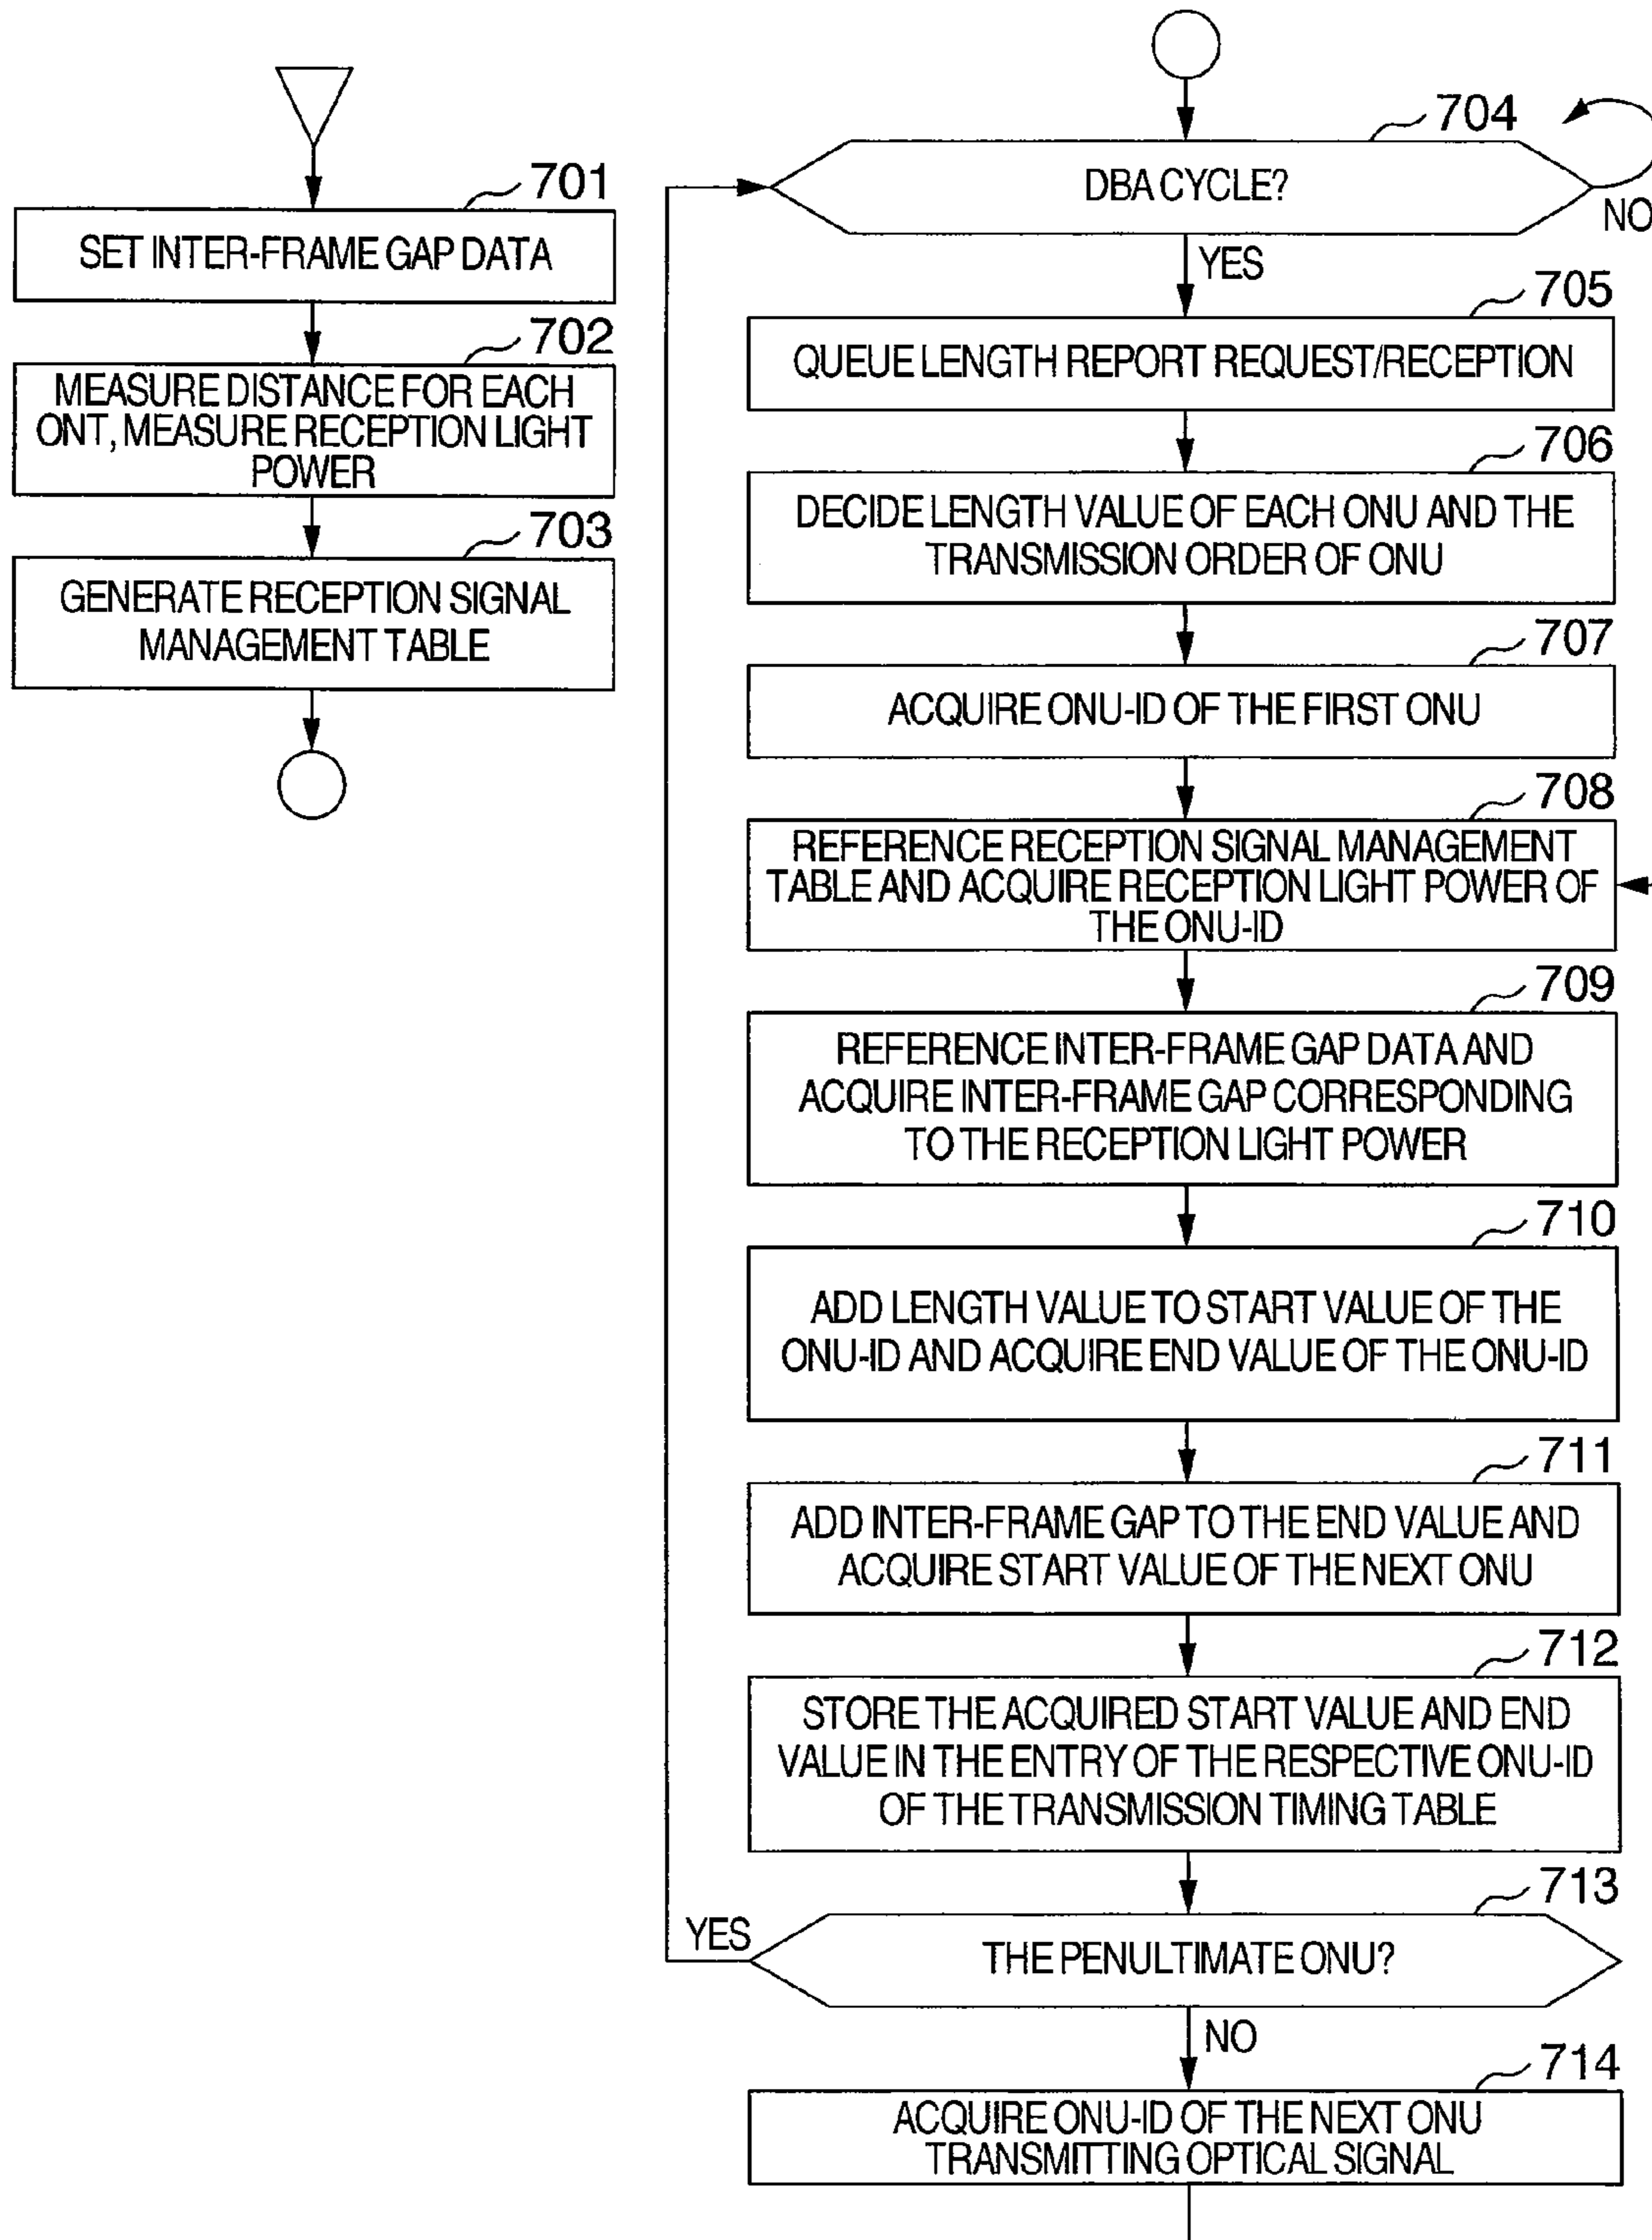 701
SET INTER-FRAME GAP DATA
702
MEASURE DISTANCE FOR EACH
ONT, MEASURE RECEPTION LIGHT
POWER
703
GENERATE RECEPTION SIGNAL
MANAGEMENT TABLE
704
DBA CYCLE?
NO
YES
705
QUEUE LENGTH REPORT REQUEST/RECEPTION
706
DECIDE LENGTH VALUE OF EACH ONU AND THE
TRANSMISSION ORDER OF ONU
707
ACQUIRE ONU-ID OF THE FIRST ONU
708
REFERENCE RECEPTION SIGNAL MANAGEMENT
TABLE AND ACQUIRE RECEPTION LIGHT POWER OF
THE ONU-ID
709
REFERENCE INTER-FRAME GAP DATA AND
ACQUIRE INTER-FRAME GAP CORRESPONDING
TO THE RECEPTION LIGHT POWER
710
ADD LENGTH VALUE TO START VALUE OF THE
ONU-ID AND ACQUIRE END VALUE OF THE ONU-ID
711
ADD INTER-FRAME GAP TO THE END VALUE AND
ACQUIRE START VALUE OF THE NEXT ONU
712
STORE THE ACQUIRED START VALUE AND END
VALUE IN THE ENTRY OF THE RESPECTIVE ONU-ID
OF THE TRANSMISSION TIMING TABLE
713
YES
THE PENULTIMATE ONU?
NO
714
ACQUIRE ONU-ID OF THE NEXT ONU
TRANSMITTING OPTICAL SIGNAL